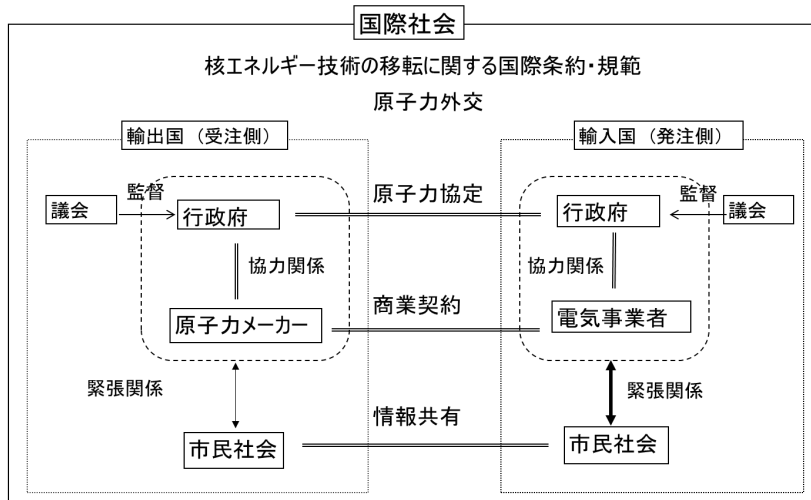 国際社会
核エネルギー技術の移転に関する国際条約・規範
原子力外交
輸出国（受注側）
輸入国（発注側）
議会
監督
行政府
原子力協定
行政府
監督
議会
協力関係
協力関係
原子力メーカー
商業契約
電気事業者
緊張関係
緊張関係
市民社会
情報共有
市民社会